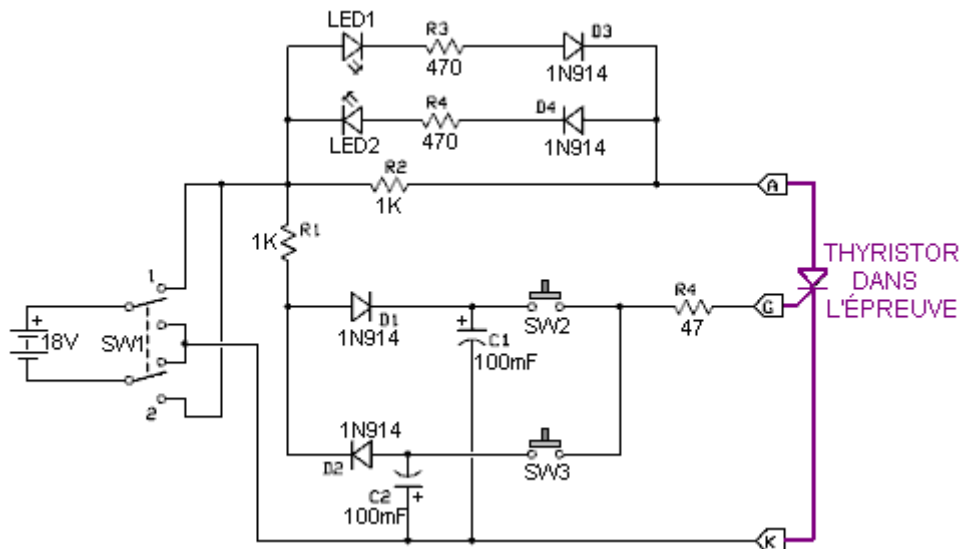 LED1
R3
470
D3
1N914
LED2
R4
470
D4
1N914
R2
1K
A
1K
R1
THYRISTOR
DANS
L'ÉPREUVE
1
+
18V
SW1
2
1N914
D1
+
C1
100mF
SW2
R4
47
G
1N914
D2
C2
+
100mF
SW3
K